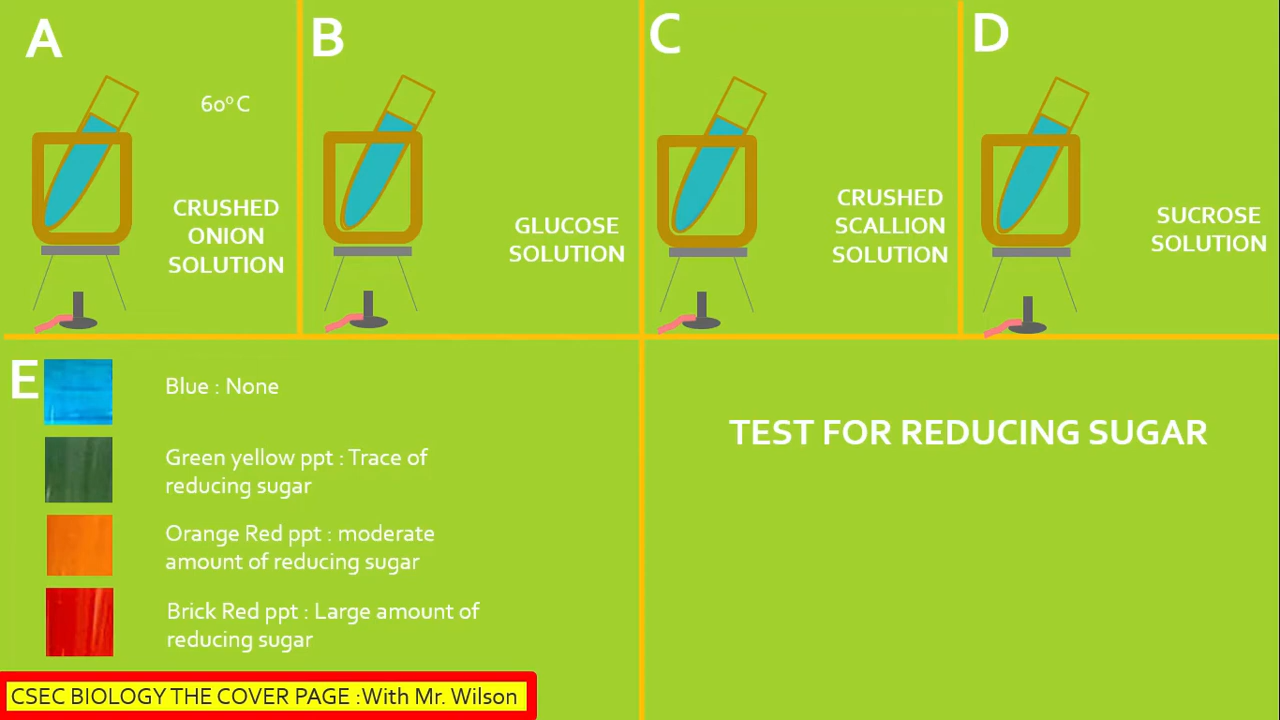 A
60° C
CRUSHED
ONION
SOLUTION
B
GLUCOSE
SOLUTION
C
CRUSHED
SCALLION
SOLUTION
D
SUCROSE
SOLUTION
E
Blue : None
Green yellow ppt : Trace of
reducing sugar
Orange Red ppt : moderate
amount of reducing sugar
Brick Red ppt : Large amount of
reducing sugar
TEST FOR REDUCING SUGAR
CSEC BIOLOGY THE COVER PAGE :With Mr. Wilson